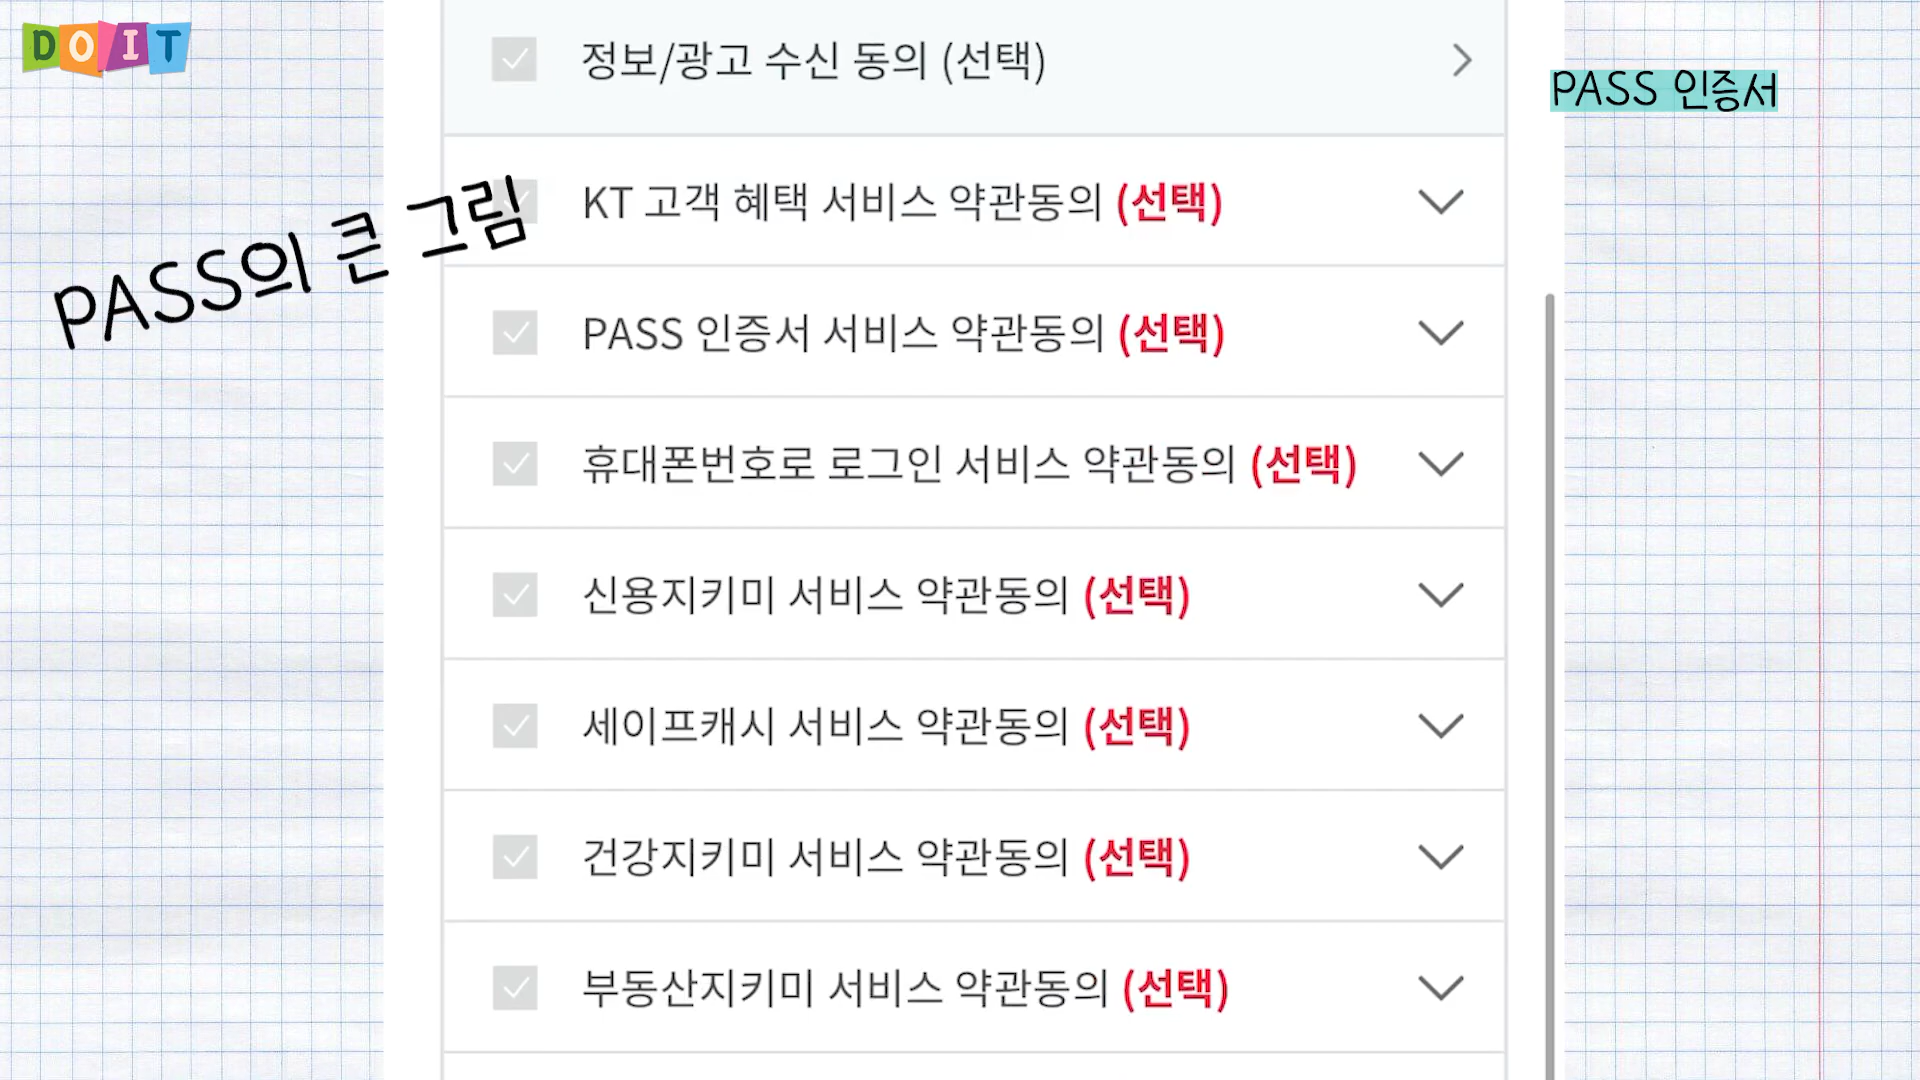 DOIT
정보/광고 수신 동의 (선택)
PASS 인증서
KT 고객 혜택 서비스 약관동의 (선택)
PASS의 큰 그림
PASS 인증서 서비스 약관동의 (선택)
휴대폰번호로 로그인 서비스 약관동의 (선택)
신용지키미 서비스 약관동의 (선택)
세이프캐시 서비스 약관동의 (선택)
건강지키미 서비스 약관동의 (선택)
부동산지키미 서비스 약관동의 (선택)